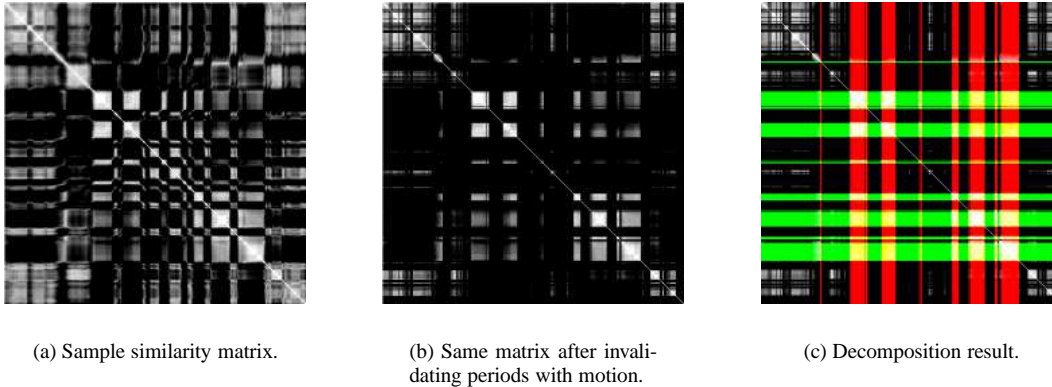 (a) Sample similarity matrix.
(b) Same matrix after invali-
dating periods with motion.
(c) Decomposition result.